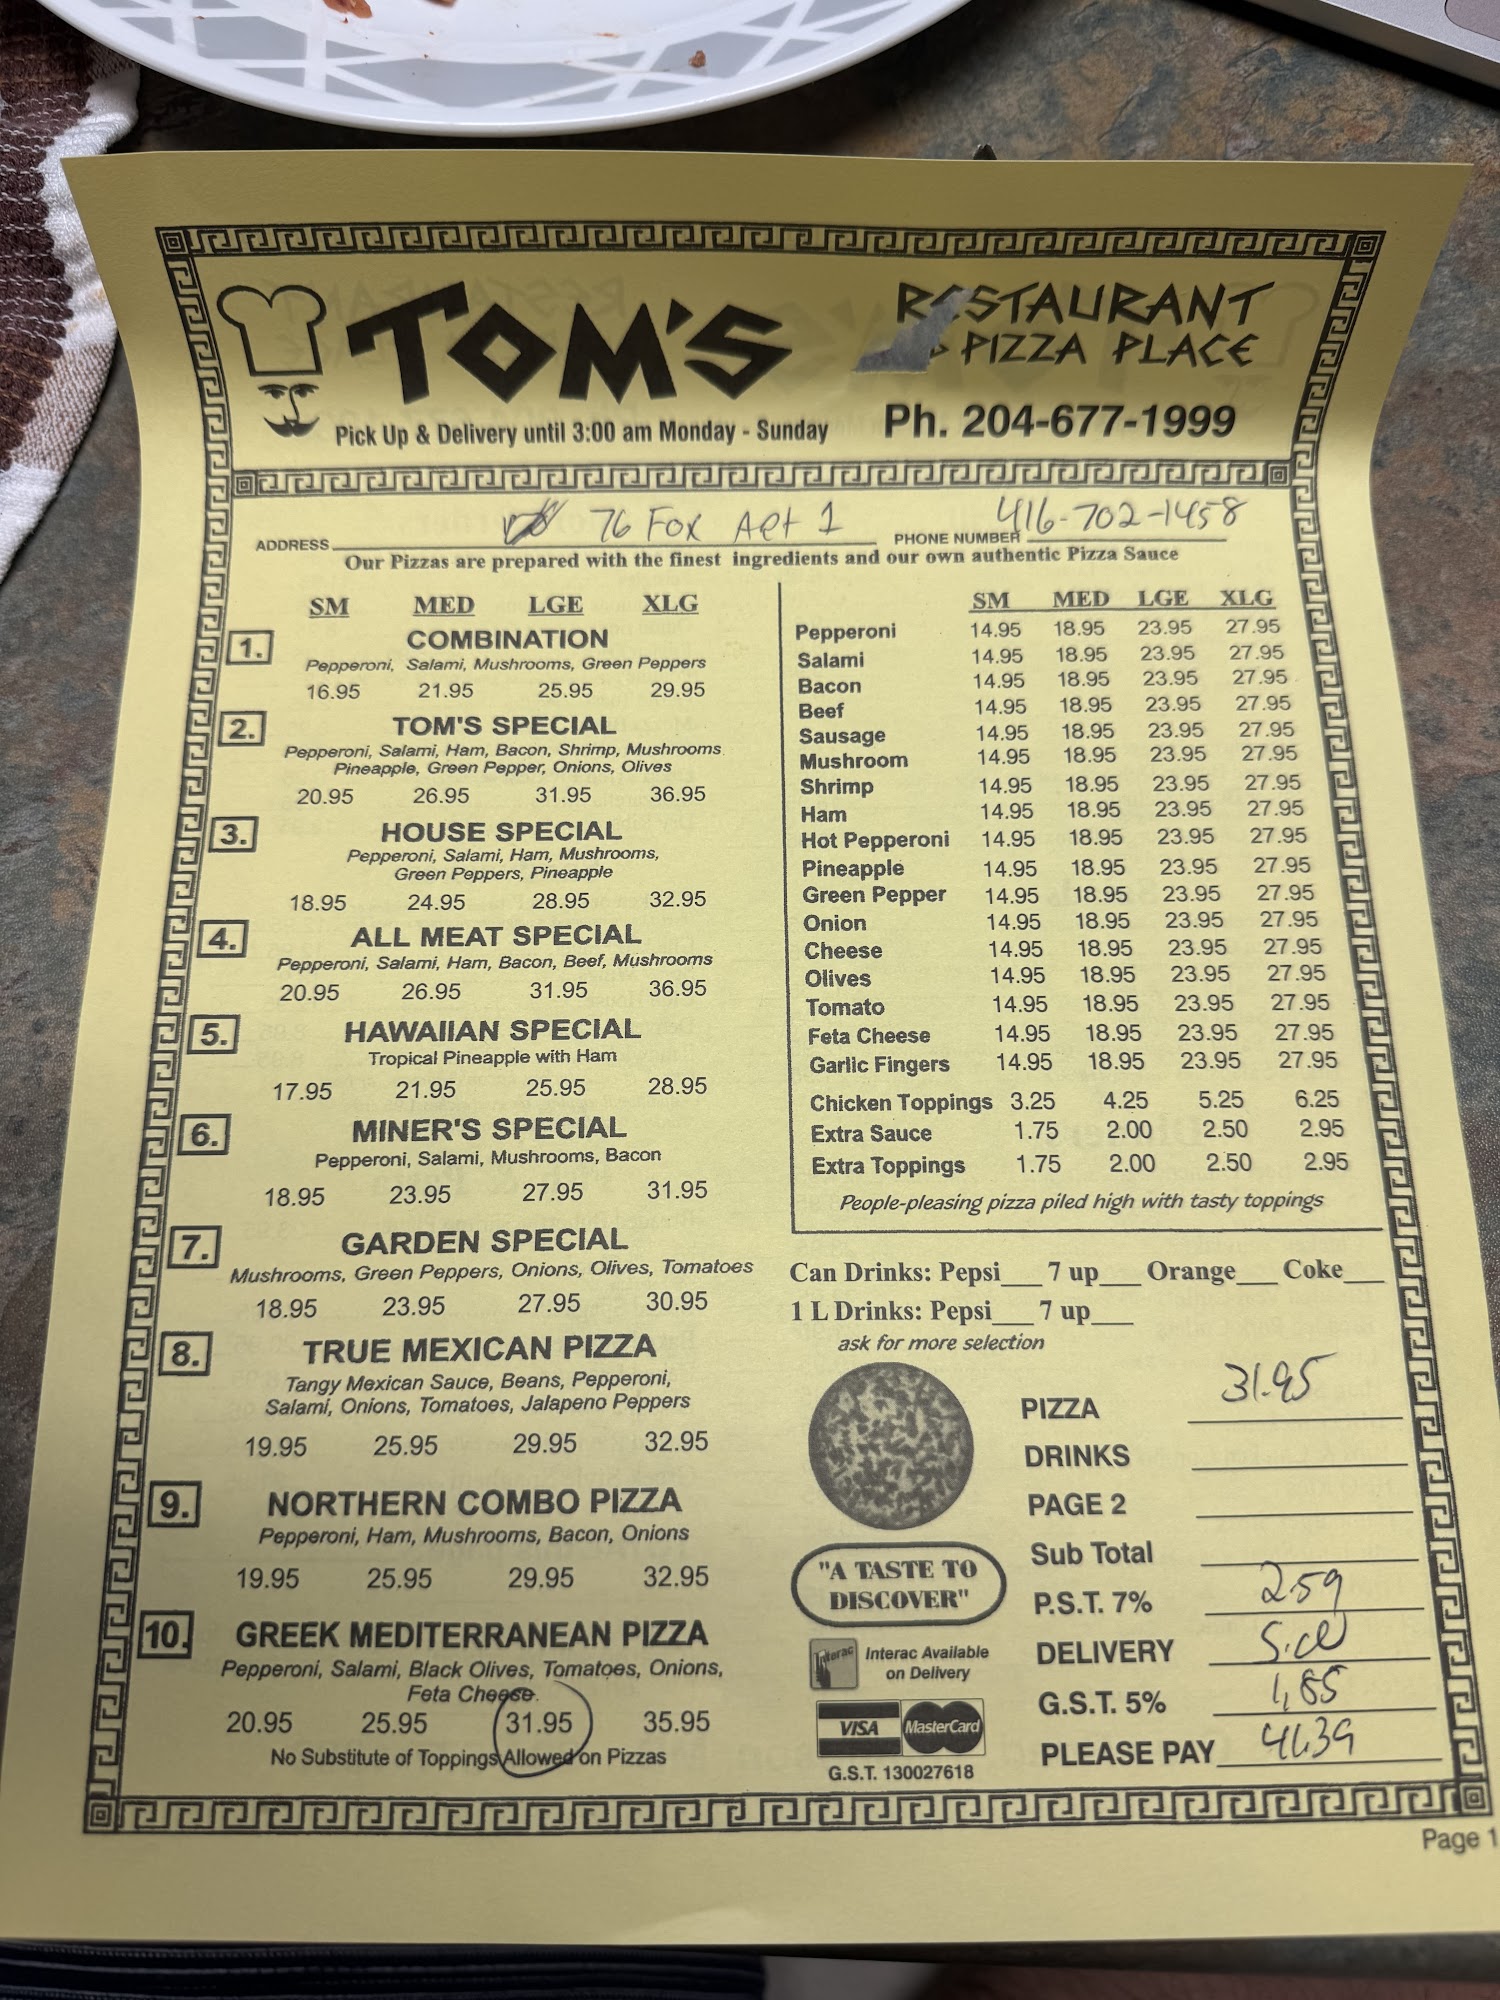 TOM'S RESTAURANT
PIZZA PLACE
Pick Up & Delivery until 3:00 am Monday - Sunday Ph. 204-677-1999
ADDRESS 76 Fox Apt 1 PHONE NUMBER 416-702-1458
Our Pizzas are prepared with the finest ingredients and our own authentic Pizza Sauce
SM MED LGE XLG
1. COMBINATION
Pepperoni, Salami, Mushrooms, Green Peppers
16.95 21.95 25.95 29.95
2. TOM'S SPECIAL
Pepperoni, Salami, Ham, Bacon, Shrimp, Mushrooms
Pineapple, Green Pepper, Onions, Olives
20.95 26.95 31.95 36.95
3. HOUSE SPECIAL
Pepperoni, Salami, Ham, Mushrooms,
Green Peppers, Pineapple
18.95 24.95 28.95 32.95
4. ALL MEAT SPECIAL
Pepperoni, Salami, Ham, Bacon, Beef, Mushrooms
20.95 26.95 31.95 36.95
5. HAWAIIAN SPECIAL
Tropical Pineapple with Ham
17.95 21.95 25.95 28.95
6. MINER'S SPECIAL
Pepperoni, Salami, Mushrooms, Bacon
18.95 23.95 27.95 31.95
7. GARDEN SPECIAL
Mushrooms, Green Peppers, Onions, Olives, Tomatoes
18.95 23.95 27.95 30.95
8. TRUE MEXICAN PIZZA
Tangy Mexican Sauce, Beans, Pepperoni,
Salami, Onions, Tomatoes, Jalapeno Peppers
19.95 25.95 29.95 32.95
9. NORTHERN COMBO PIZZA
Pepperoni, Ham, Mushrooms, Bacon, Onions
19.95 25.95 29.95 32.95
10. GREEK MEDITERRANEAN PIZZA
Pepperoni, Salami, Black Olives, Tomatoes, Onions,
Feta Cheese.
20.95 25.95 31.95 35.95
No Substitute of Toppings Allowed on Pizzas
SM MED LGE XLG
Pepperoni 14.95 18.95 23.95 27.95
Salami 14.95 18.95 23.95 27.95
Bacon 14.95 18.95 23.95 27.95
Beef 14.95 18.95 23.95 27.95
Sausage 14.95 18.95 23.95 27.95
Mushroom 14.95 18.95 23.95 27.95
Shrimp 14.95 18.95 23.95 27.95
Ham 14.95 18.95 23.95 27.95
Hot Pepperoni 14.95 18.95 23.95 27.95
Pineapple 14.95 18.95 23.95 27.95
Green Pepper 14.95 18.95 23.95 27.95
Onion 14.95 18.95 23.95 27.95
Cheese 14.95 18.95 23.95 27.95
Olives 14.95 18.95 23.95 27.95
Tomato 14.95 18.95 23.95 27.95
Feta Cheese 14.95 18.95 23.95 27.95
Garlic Fingers 14.95 18.95 23.95 27.95
Chicken Toppings 3.25 4.25 5.25 6.25
Extra Sauce 1.75 2.00 2.50 2.95
Extra Toppings 1.75 2.00 2.50 2.95
People-pleasing pizza piled high with tasty toppings
Can Drinks: Pepsi___ 7 up___ Orange___ Coke___
1 L Drinks: Pepsi___ 7 up___
ask for more selection
PIZZA 31.95
DRINKS
PAGE 2
Sub Total
P.S.T. 7% 2.59
DELIVERY 5.00
G.S.T. 5% 1.85
PLEASE PAY 41.39
"A TASTE TO
DISCOVER"
Interac
Interac Available
on Delivery
VISA MasterCard
G.S.T. 130027618
Page 1